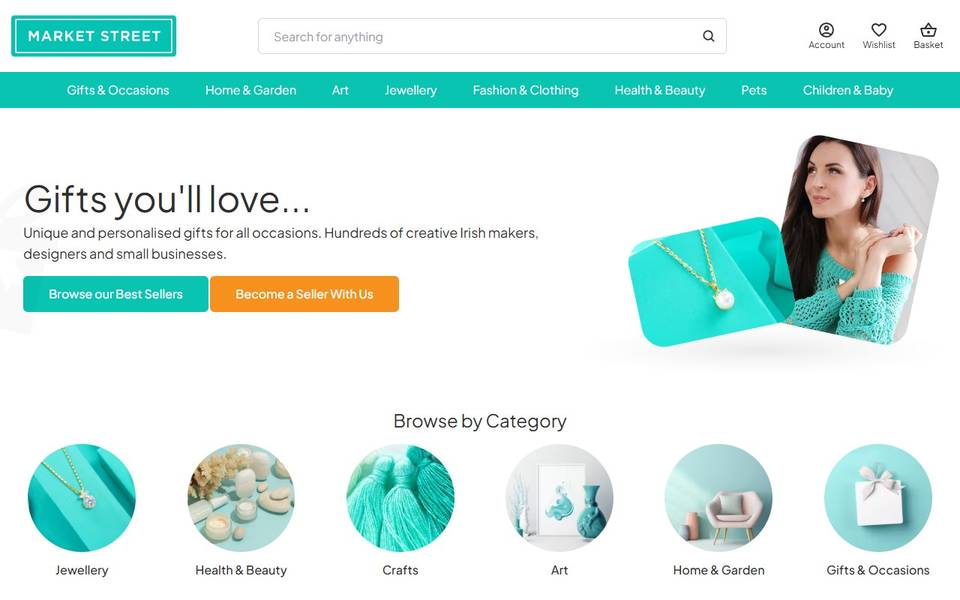 MARKET STREET
Search for anything
Account
Wishlist
Basket
Gifts & Occasions
Home & Garden
Art
Jewellery
Fashion & Clothing
Health & Beauty
Pets
Children & Baby
Gifts you'll love...
Unique and personalised gifts for all occasions. Hundreds of creative Irish makers,
designers and small businesses.
Browse our Best Sellers
Become a Seller With Us
Browse by Category
Jewellery
Health & Beauty
Crafts
Art
Home & Garden
Gifts & Occasions